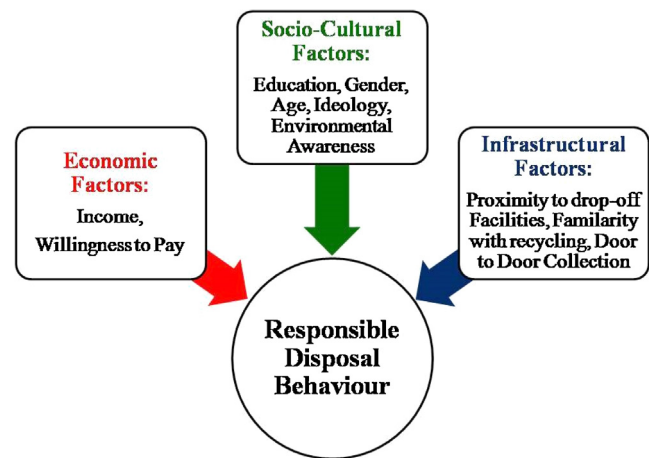 Socio-Cultural
Factors:
Education, Gender,
Age, Ideology,
Environmental
Awareness
Economic
Factors:
Income,
Willingness to Pay
Infrastructural
Factors:
Proximity to drop-off
Facilities, Familarity
with recycling, Door
to Door Collection
Responsible
Disposal
Behaviour